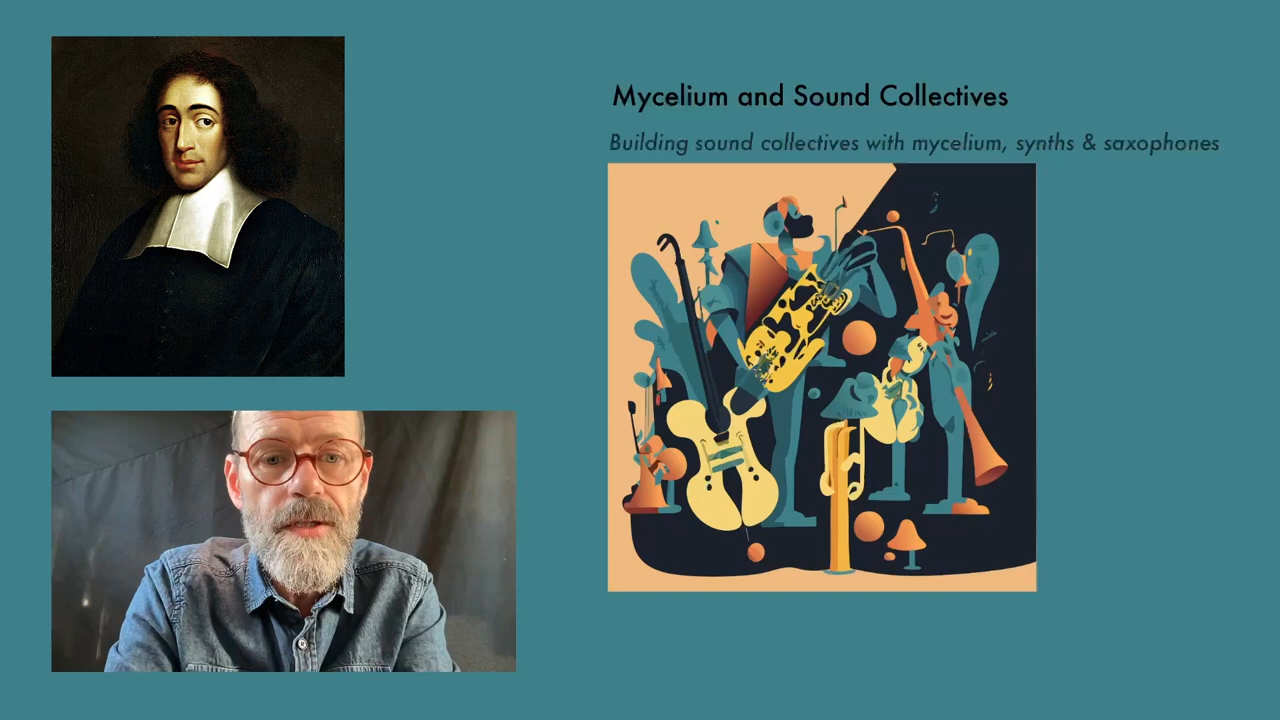 Mycelium and Sound Collectives
Building sound collectives with mycelium, synths & saxophones